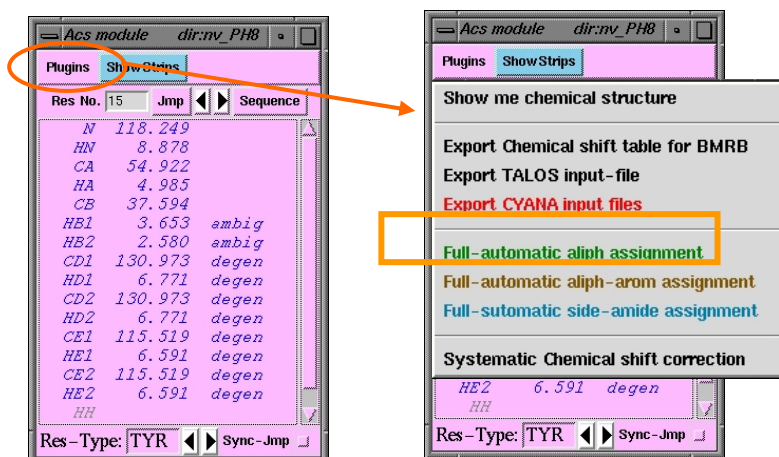 Acs module dir:nv_PH8
Plugins ShowStrips
Res No. 15 Jmp Sequence
N 118.249
HN 8.878
CA 54.922
HA 4.985
CB 37.594
HB1 3.653 ambig
HB2 2.580 ambig
CD1 130.973 degen
HD1 6.771 degen
CD2 130.973 degen
HD2 6.771 degen
CE1 115.519 degen
HE1 6.591 degen
CE2 115.519 degen
HE2 6.591 degen
HH
Res-Type: TYR Sync-Jmp
Acs module dir:nv_PH8
Plugins ShowStrips
Show me chemical structure
Export Chemical shift table for BMRB
Export TALOS input-file
Export CYANA input files
Full-automatic aliph assignment
Full-automatic aliph-arom assignment
Full-sutomatic side-amide assignment
Systematic Chemical shift correction
HE2 6.591 degen
HH
Res-Type: TYR Sync-Jmp